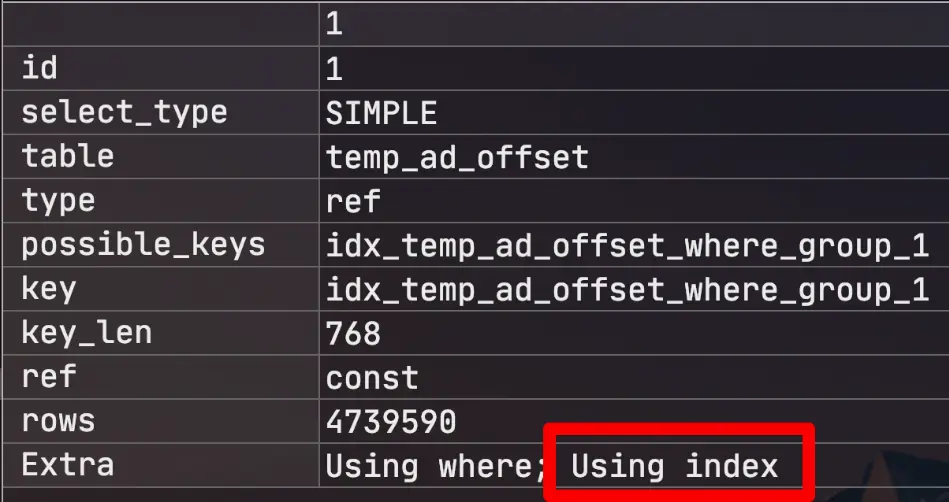 1
id 1
select_type SIMPLE
table temp_ad_offset
type ref
possible_keys idx_temp_ad_offset_where_group_1
key idx_temp_ad_offset_where_group_1
key_len 768
ref const
rows 4739590
Extra Using where; Using index